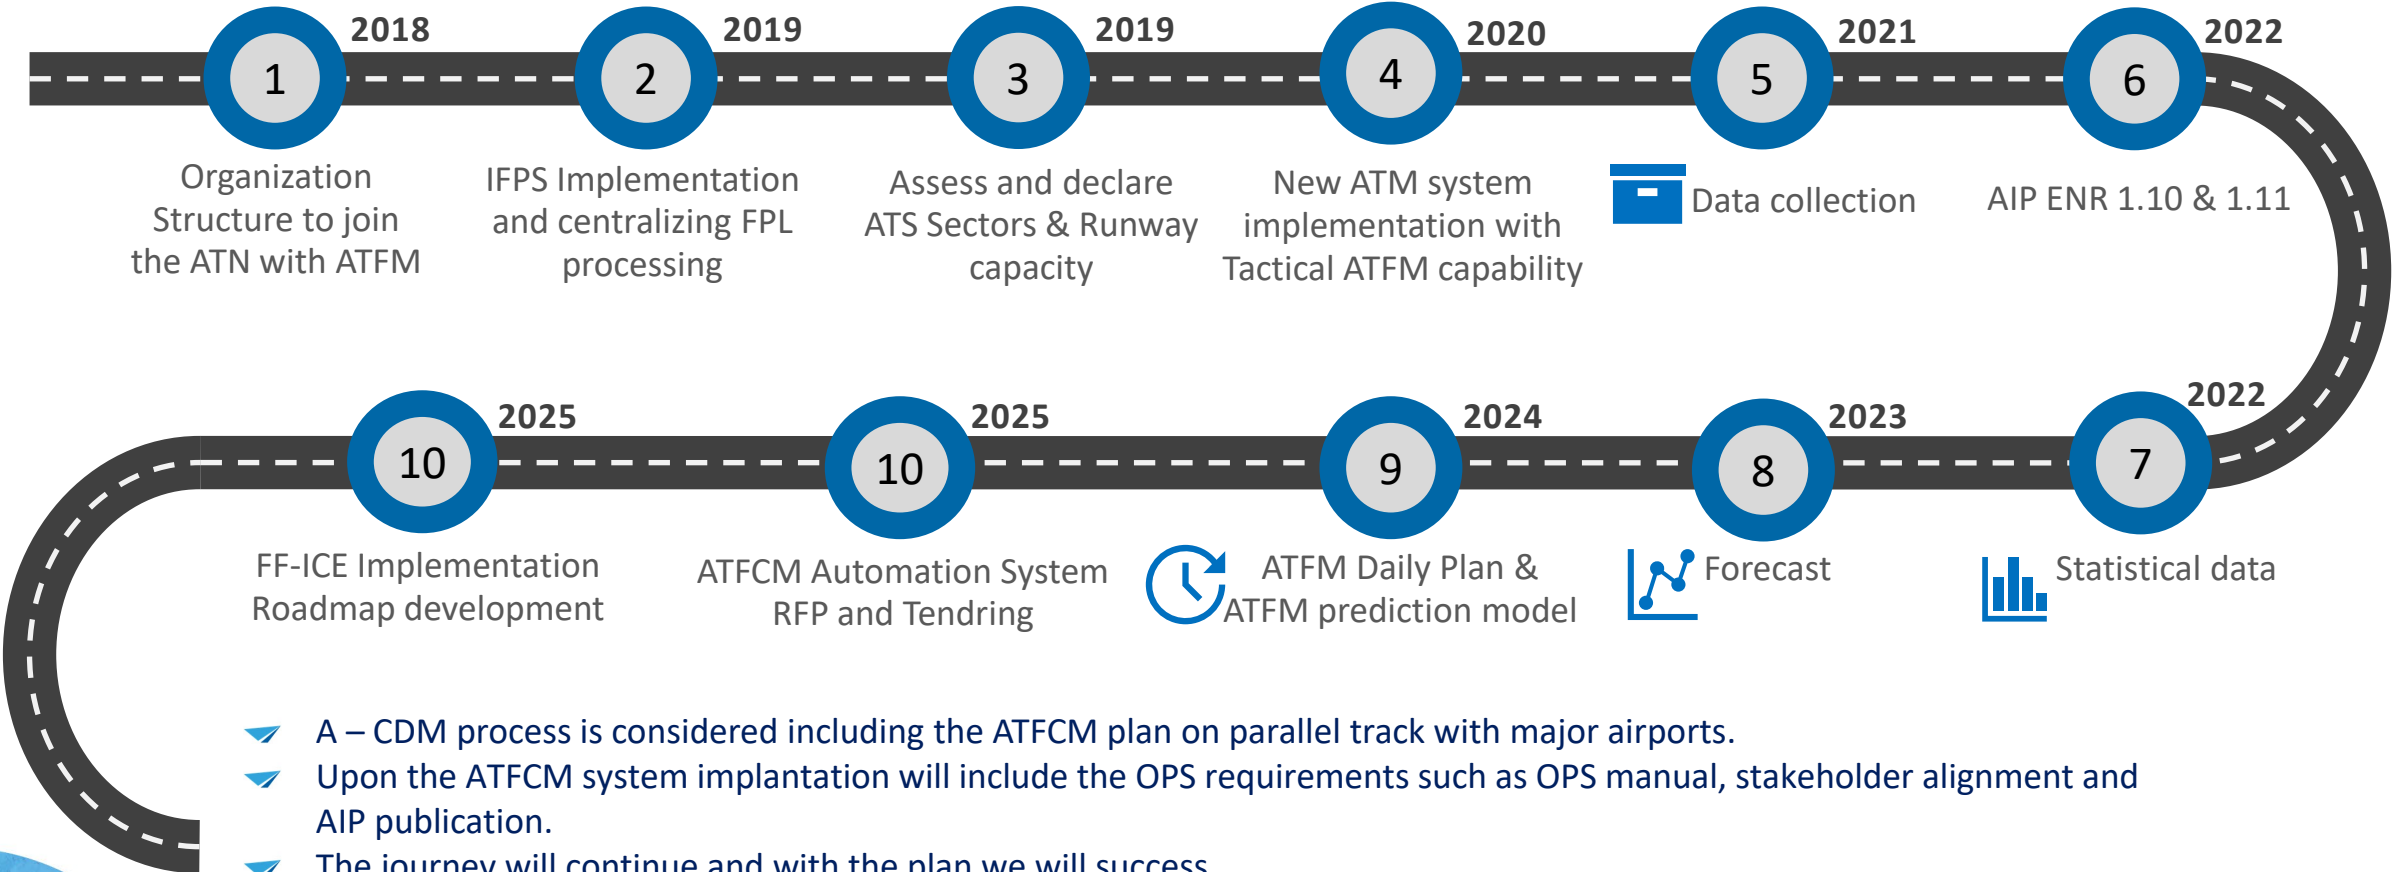 2018
1
Organization
Structure to join
the ATN with ATFM
2019
2
IFPS Implementation
and centralizing FPL
processing
2019
3
Assess and declare
ATS Sectors & Runway
capacity
2020
4
New ATM system
implementation with
Tactical ATFM capability
2021
5
Data collection
2022
6
AIP ENR 1.10 & 1.11
2022
7
Statistical data
2023
8
Forecast
2024
9
ATFM Daily Plan &
ATFM prediction model
2025
10
ATFCM Automation System
RFP and Tendring
2025
10
FF-ICE Implementation
Roadmap development
A – CDM process is considered including the ATFCM plan on parallel track with major airports.
Upon the ATFCM system implantation will include the OPS requirements such as OPS manual, stakeholder alignment and
AIP publication.
The journey will continue and with the plan we will success